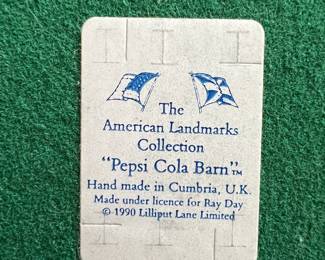 The
American Landmarks
Collection
“Pepsi Cola Barn”™
Hand made in Cumbria, U.K.
Made under licence for Ray Day
© 1990 Lilliput Lane Limited